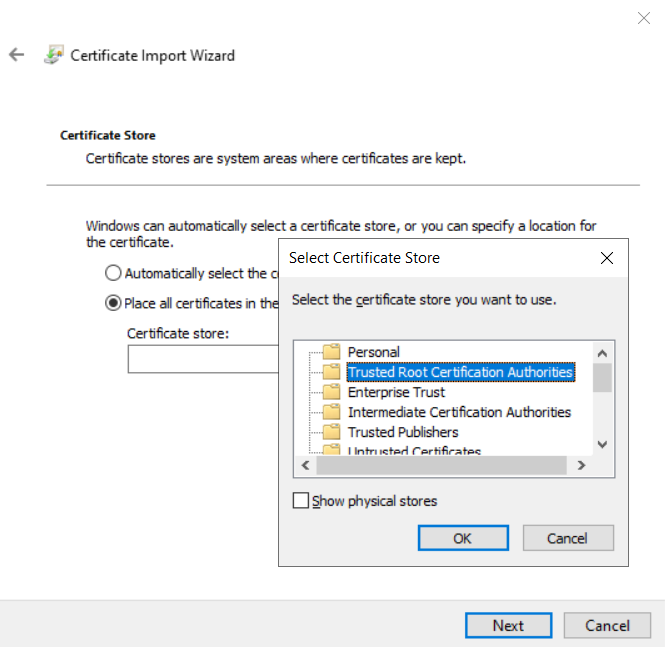 Certificate Import Wizard
Certificate Store
Certificate stores are system areas where certificates are kept.
Windows can automatically select a certificate store, or you can specify a location for
the certificate.
Automatically select the c
Place all certificates in the
Certificate store:
Select Certificate Store
Select the certificate store you want to use.
Personal
Trusted Root Certification Authorities
Enterprise Trust
Intermediate Certification Authorities
Trusted Publishers
Untrusted Certificates
Show physical stores
OK
Cancel
Next
Cancel